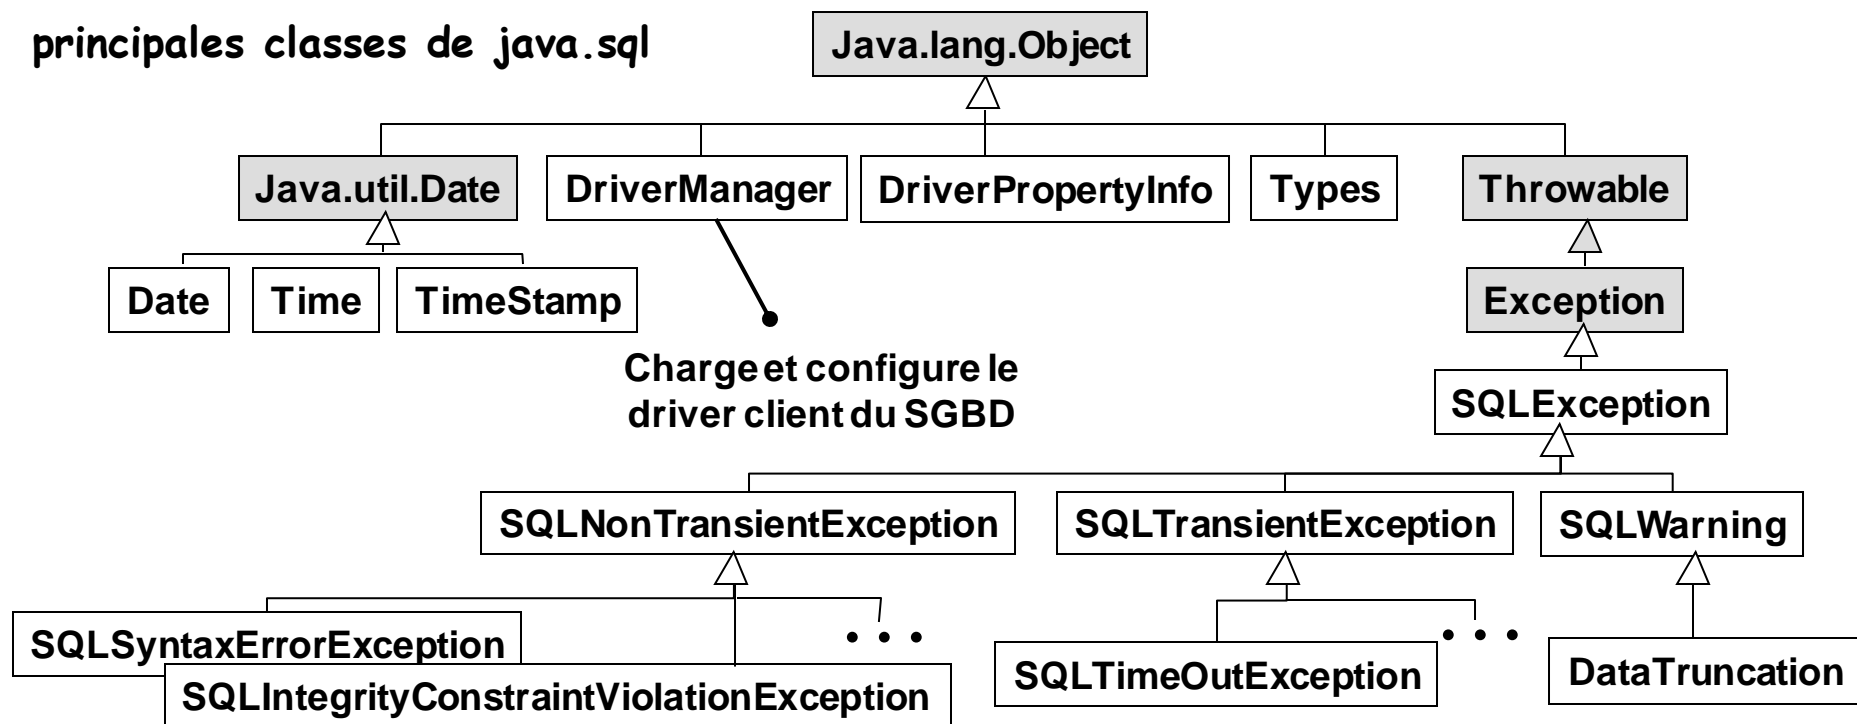 principales classes de java.sql
Java.lang.Object
Java.util.Date
DriverManager
DriverPropertyInfo
Types
Throwable
Date
Time
TimeStamp
Exception
Charge et configure le
driver client du SGBD
SQLException
SQLNonTransientException
SQLTransientException
SQLWarning
SQLSyntaxErrorException
• • •
• • •
SQLIntegrityConstraintViolationException
SQLTimeOutException
DataTruncation